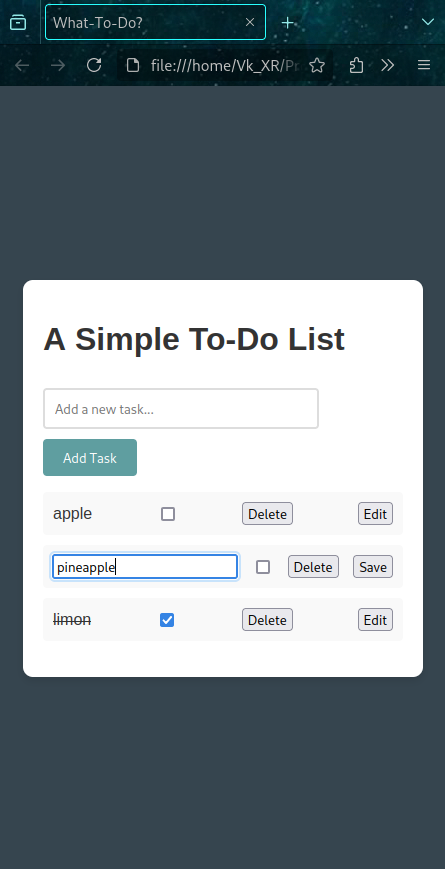 What-To-Do?
file:///home/Vk_XR/Pr
A Simple To-Do List
Add a new task...
Add Task
apple Delete Edit
pineapple Delete Save
limon Delete Edit